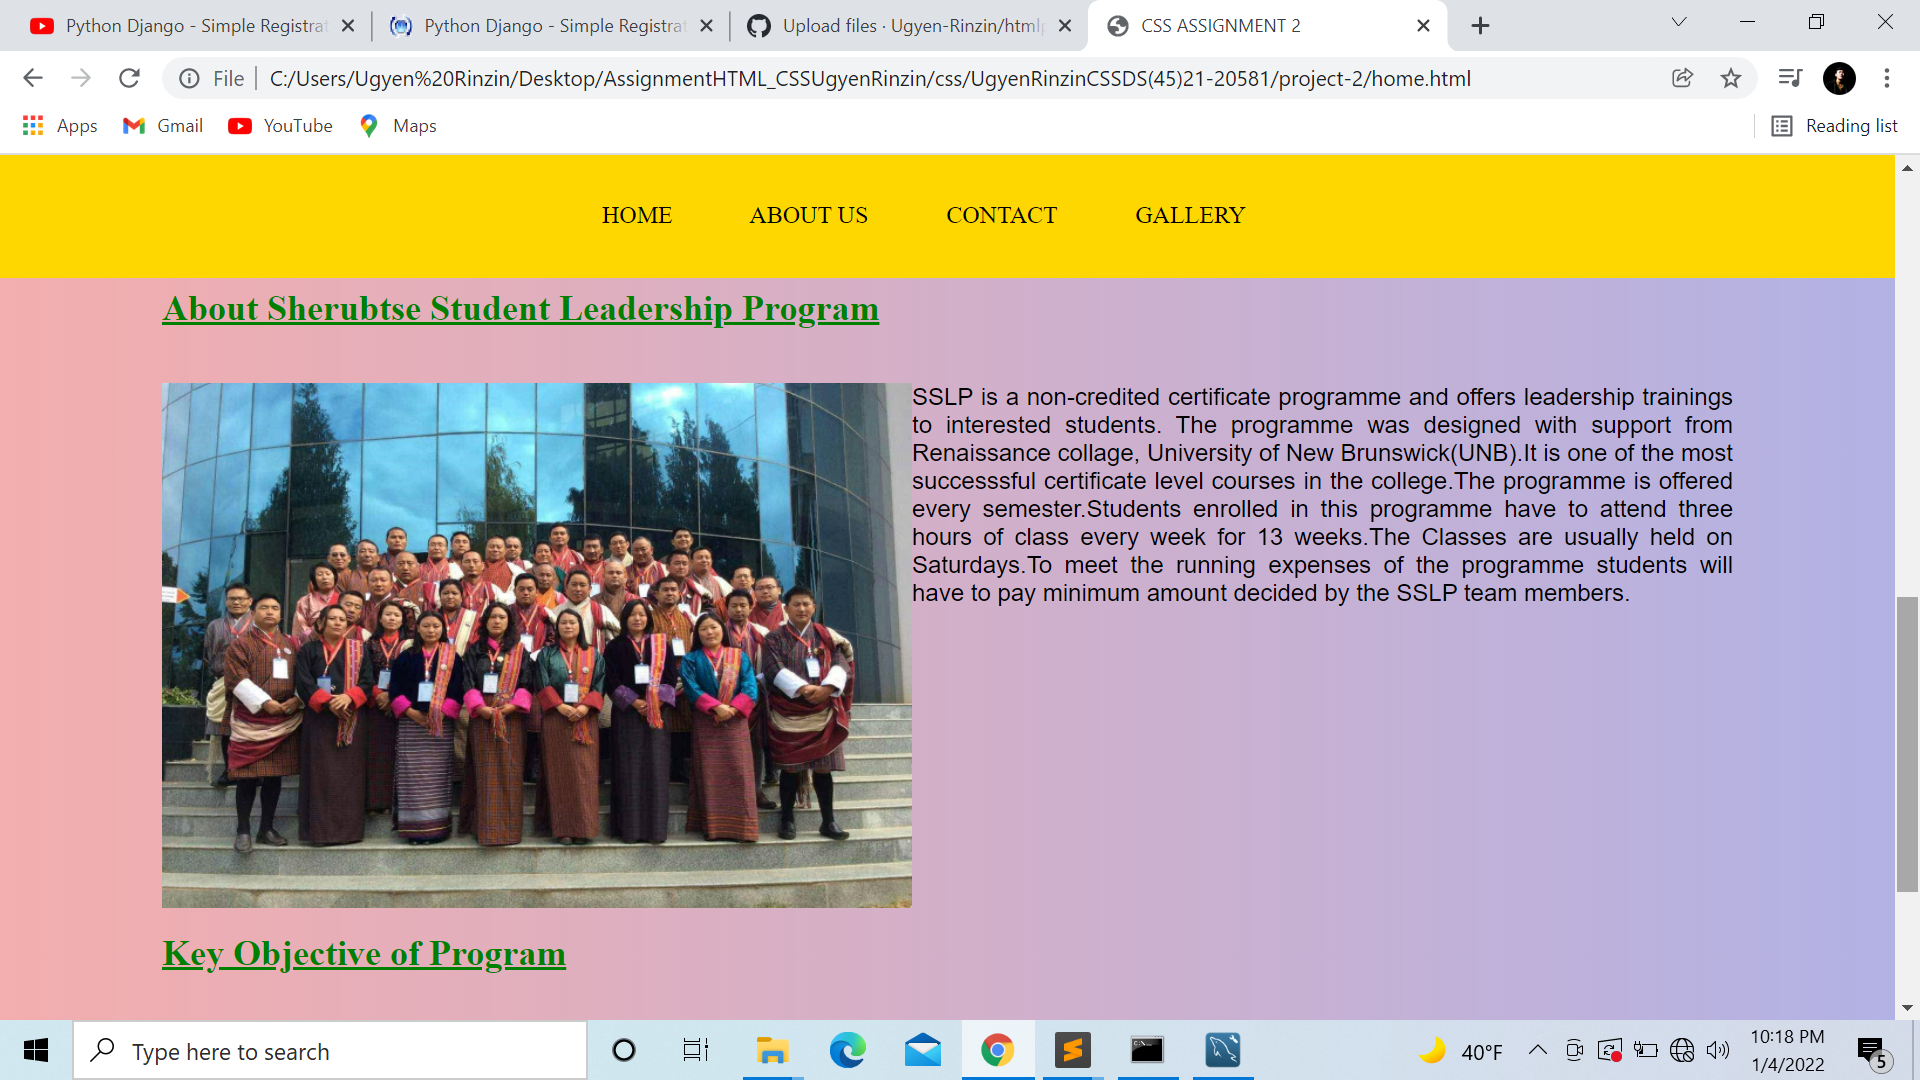 Python Django - Simple Registrat
Python Django - Simple Registrat
Upload files · Ugyen-Rinzin/htmlp
CSS ASSIGNMENT 2
File
C:/Users/Ugyen%20Rinzin/Desktop/AssignmentHTML_CSSUgyenRinzin/css/UgyenRinzinCSSDS(45)21-20581/project-2/home.html
Apps
Gmail
YouTube
Maps
Reading list
HOME
ABOUT US
CONTACT
GALLERY
About Sherubtse Student Leadership Program
SSLP is a non-credited certificate programme and offers leadership trainings
to interested students. The programme was designed with support from
Renaissance collage, University of New Brunswick(UNB).It is one of the most
successsful certificate level courses in the college.The programme is offered
every semester.Students enrolled in this programme have to attend three
hours of class every week for 13 weeks.The Classes are usually held on
Saturdays.To meet the running expenses of the programme students will
have to pay minimum amount decided by the SSLP team members.
Key Objective of Program
Type here to search
40°F
10:18 PM
1/4/2022
5